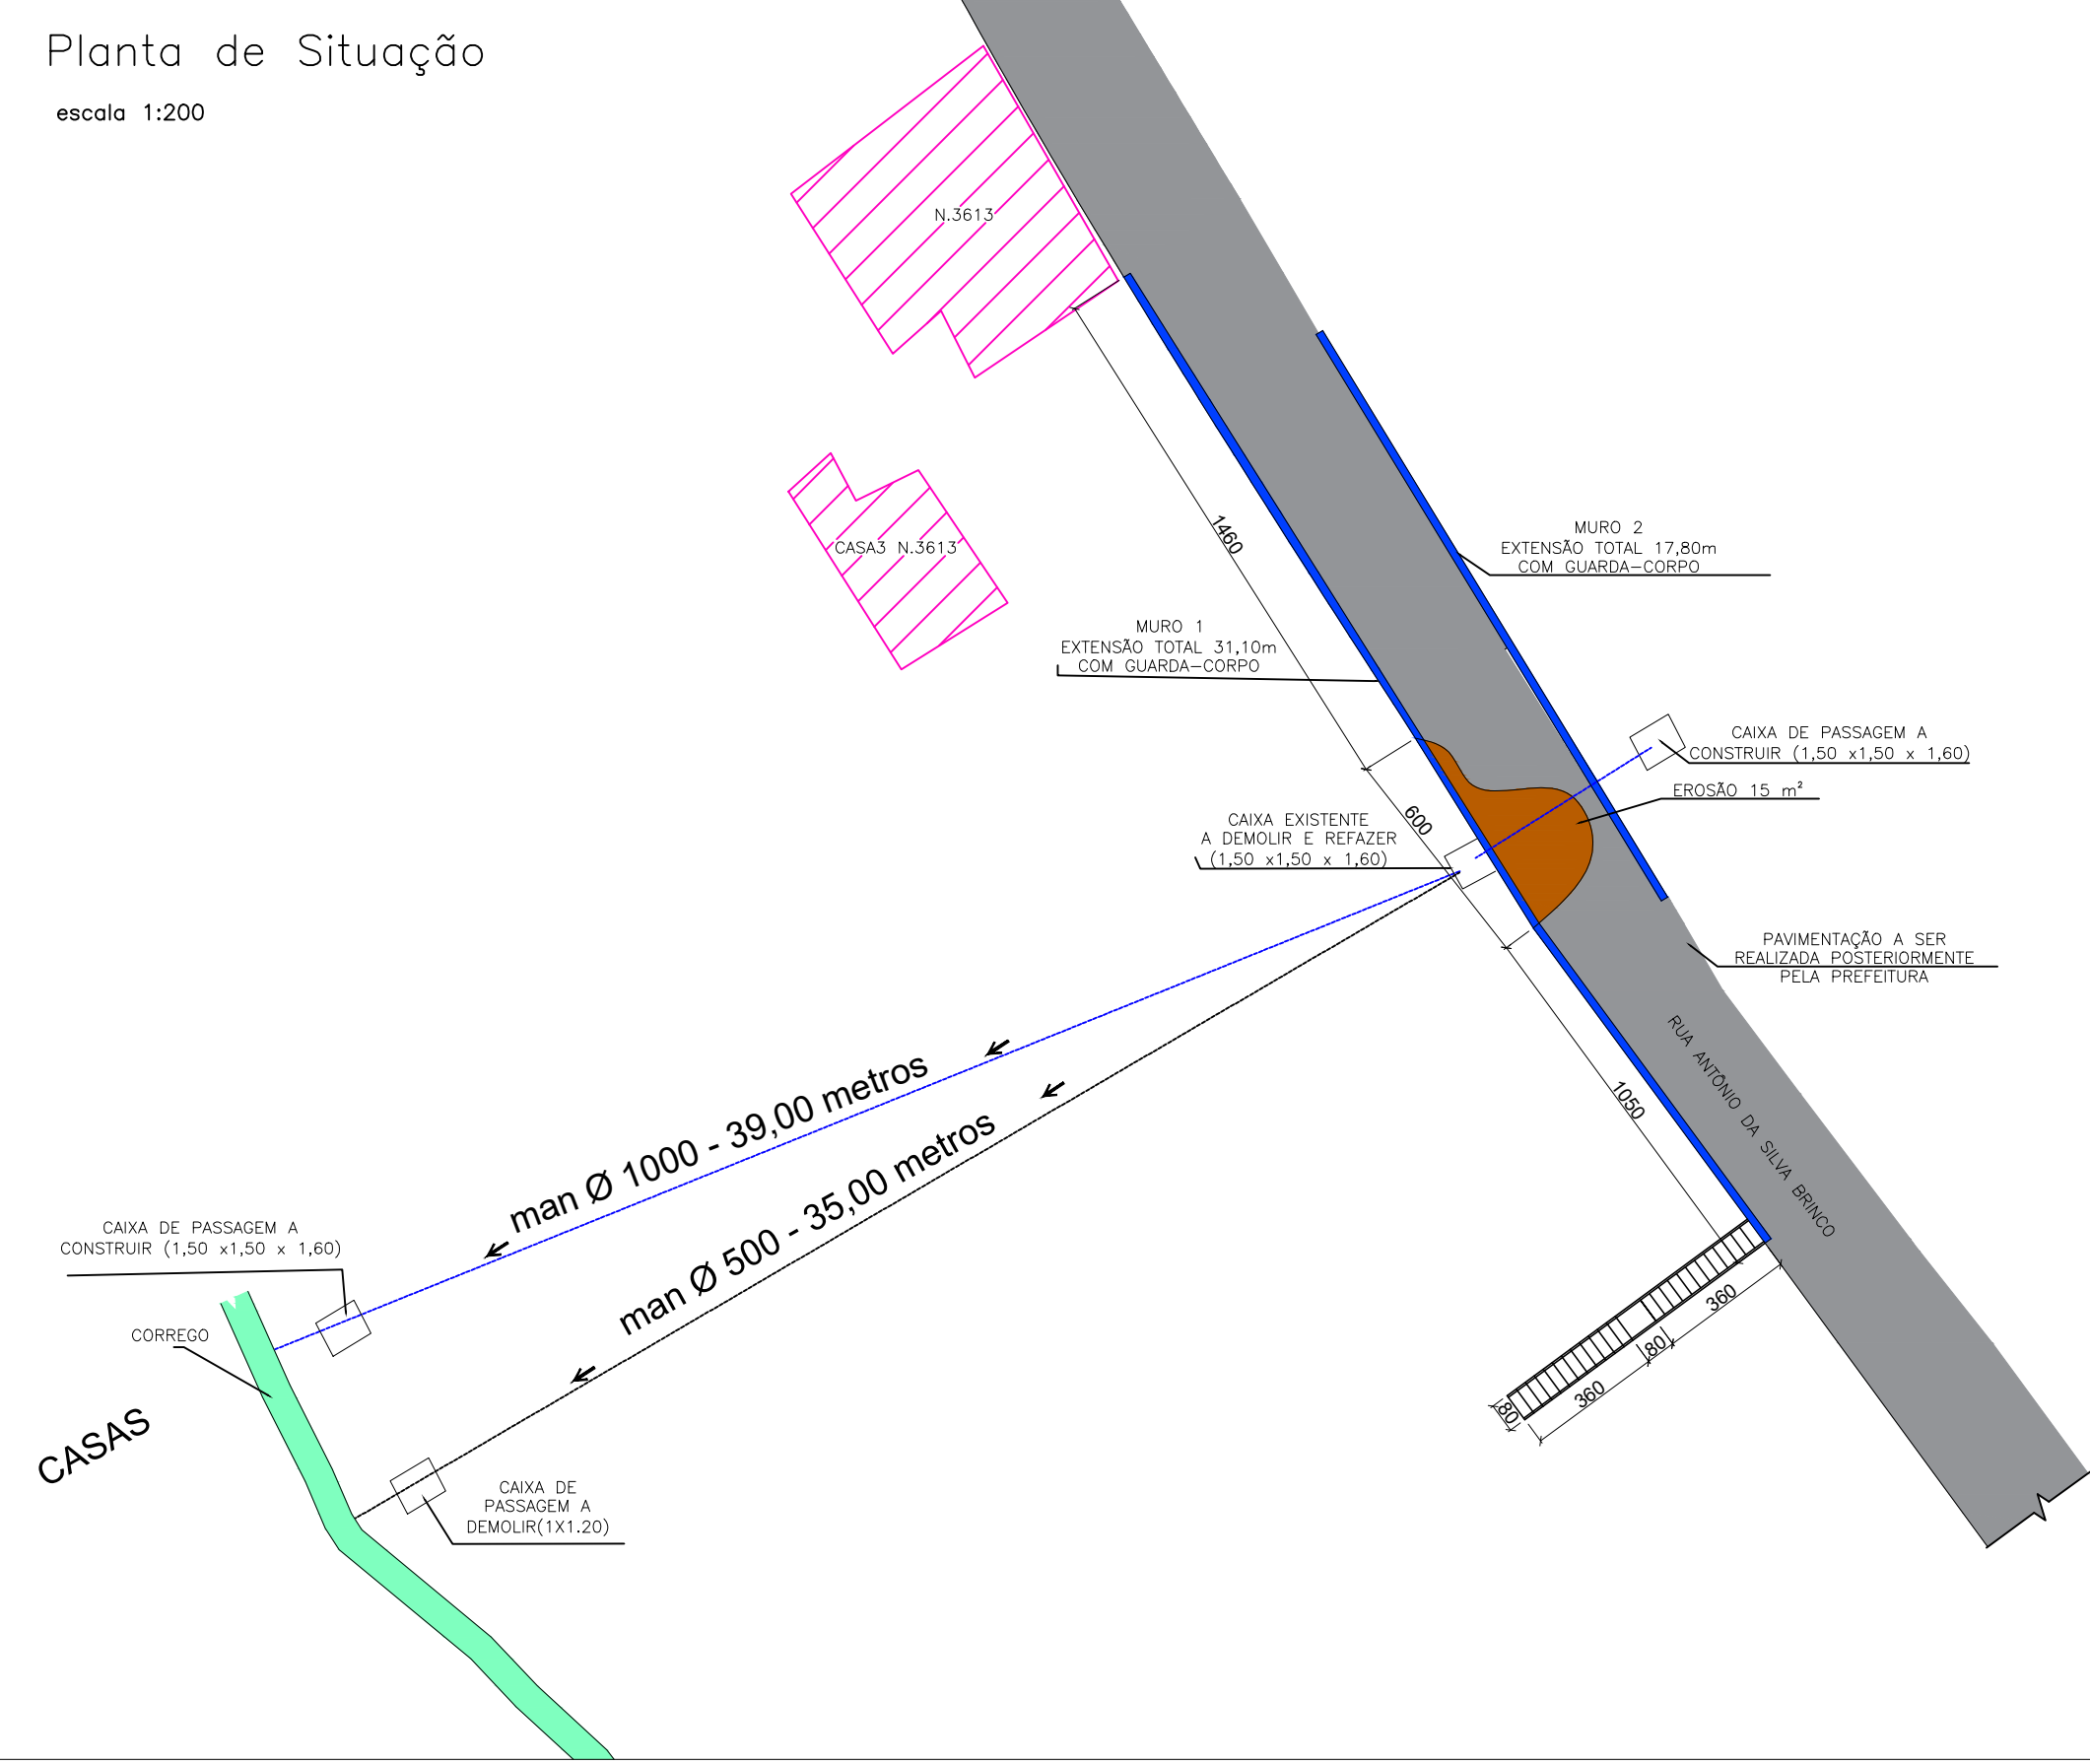 Planta de Situação
escala 1:200
N.3613
CASA3 N.3613
1460
MURO 2
EXTENSÃO TOTAL 17,80m
COM GUARDA-CORPO
MURO 1
EXTENSÃO TOTAL 31,10m
COM GUARDA-CORPO
CAIXA DE PASSAGEM A
CONSTRUIR (1,50 x1,50 x 1,60)
EROSÃO 15 m²
600
CAIXA EXISTENTE
A DEMOLIR E REFAZER
(1,50 x1,50 x 1,60)
PAVIMENTAÇÃO A SER
REALIZADA POSTERIORMENTE
PELA PREFEITURA
RUA ANTÔNIO DA SILVA BRINCO
1050
man Ø 1000 - 39,00 metros
man Ø 500 - 35,00 metros
CAIXA DE PASSAGEM A
CONSTRUIR (1,50 x1,50 x 1,60)
CORREGO
CASAS
360
80
360
80
CAIXA DE
PASSAGEM A
DEMOLIR(1X1.20)